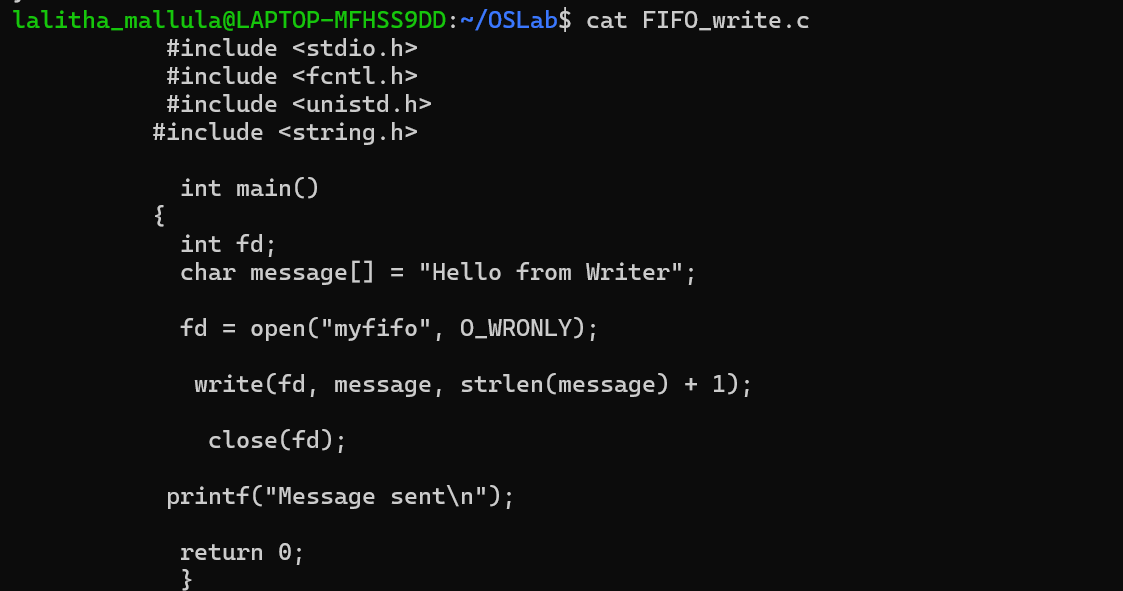 lalitha_mallula@LAPTOP-MFHSS9DD:~/OSLab$ cat FIFO_write.c
#include <stdio.h>
#include <fcntl.h>
#include <unistd.h>
#include <string.h>
int main()
{
int fd;
char message[] = "Hello from Writer";
fd = open("myfifo", O_WRONLY);
write(fd, message, strlen(message) + 1);
close(fd);
printf("Message sent\n");
return 0;
}